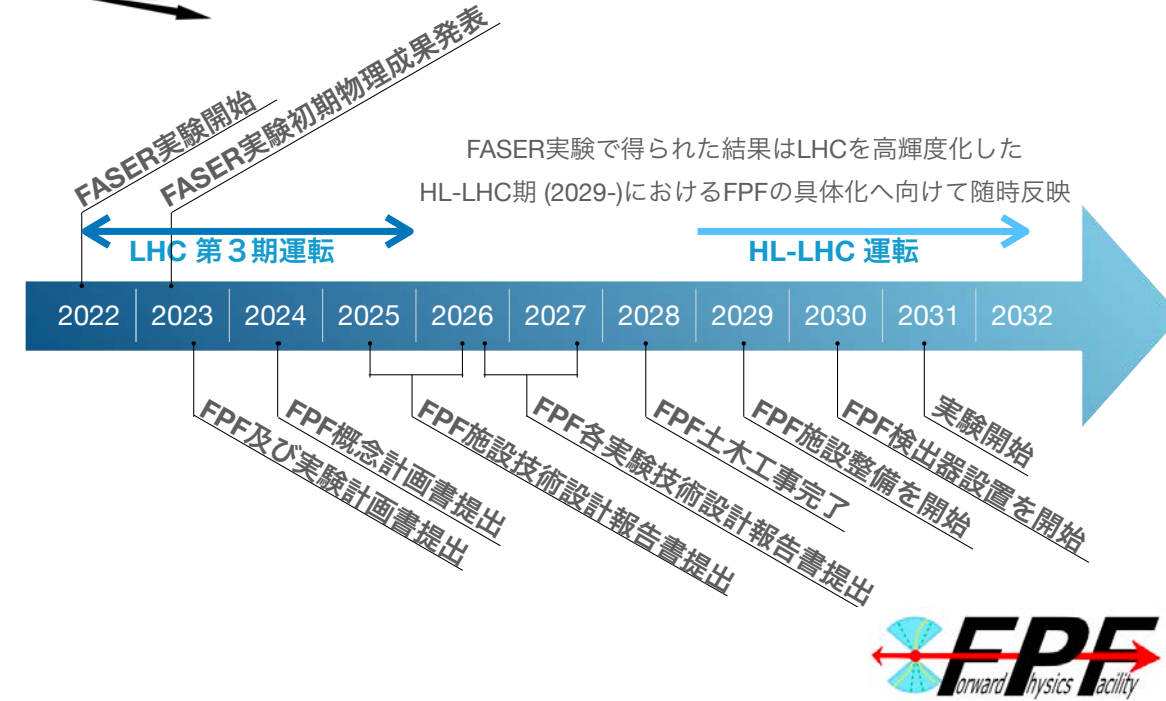 FASER実験開始
FASER実験初期物理成果発表
FASER実験で得られた結果はLHCを高輝度化した
HL-LHC期 (2029-)におけるFPFの具体化へ向けて随時反映
LHC 第３期運転
HL-LHC 運転
2022 2023 2024 2025 2026 2027 2028 2029 2030 2031 2032
FPF及び実験計画書提出
FPF概念計画書提出
FPF施設技術設計報告書提出
FPF各実験技術設計報告書提出
FPF土木工事完了
FPF施設整備を開始
FPF検出器設置を開始
実験開始
FPF
Forward Physics Facility